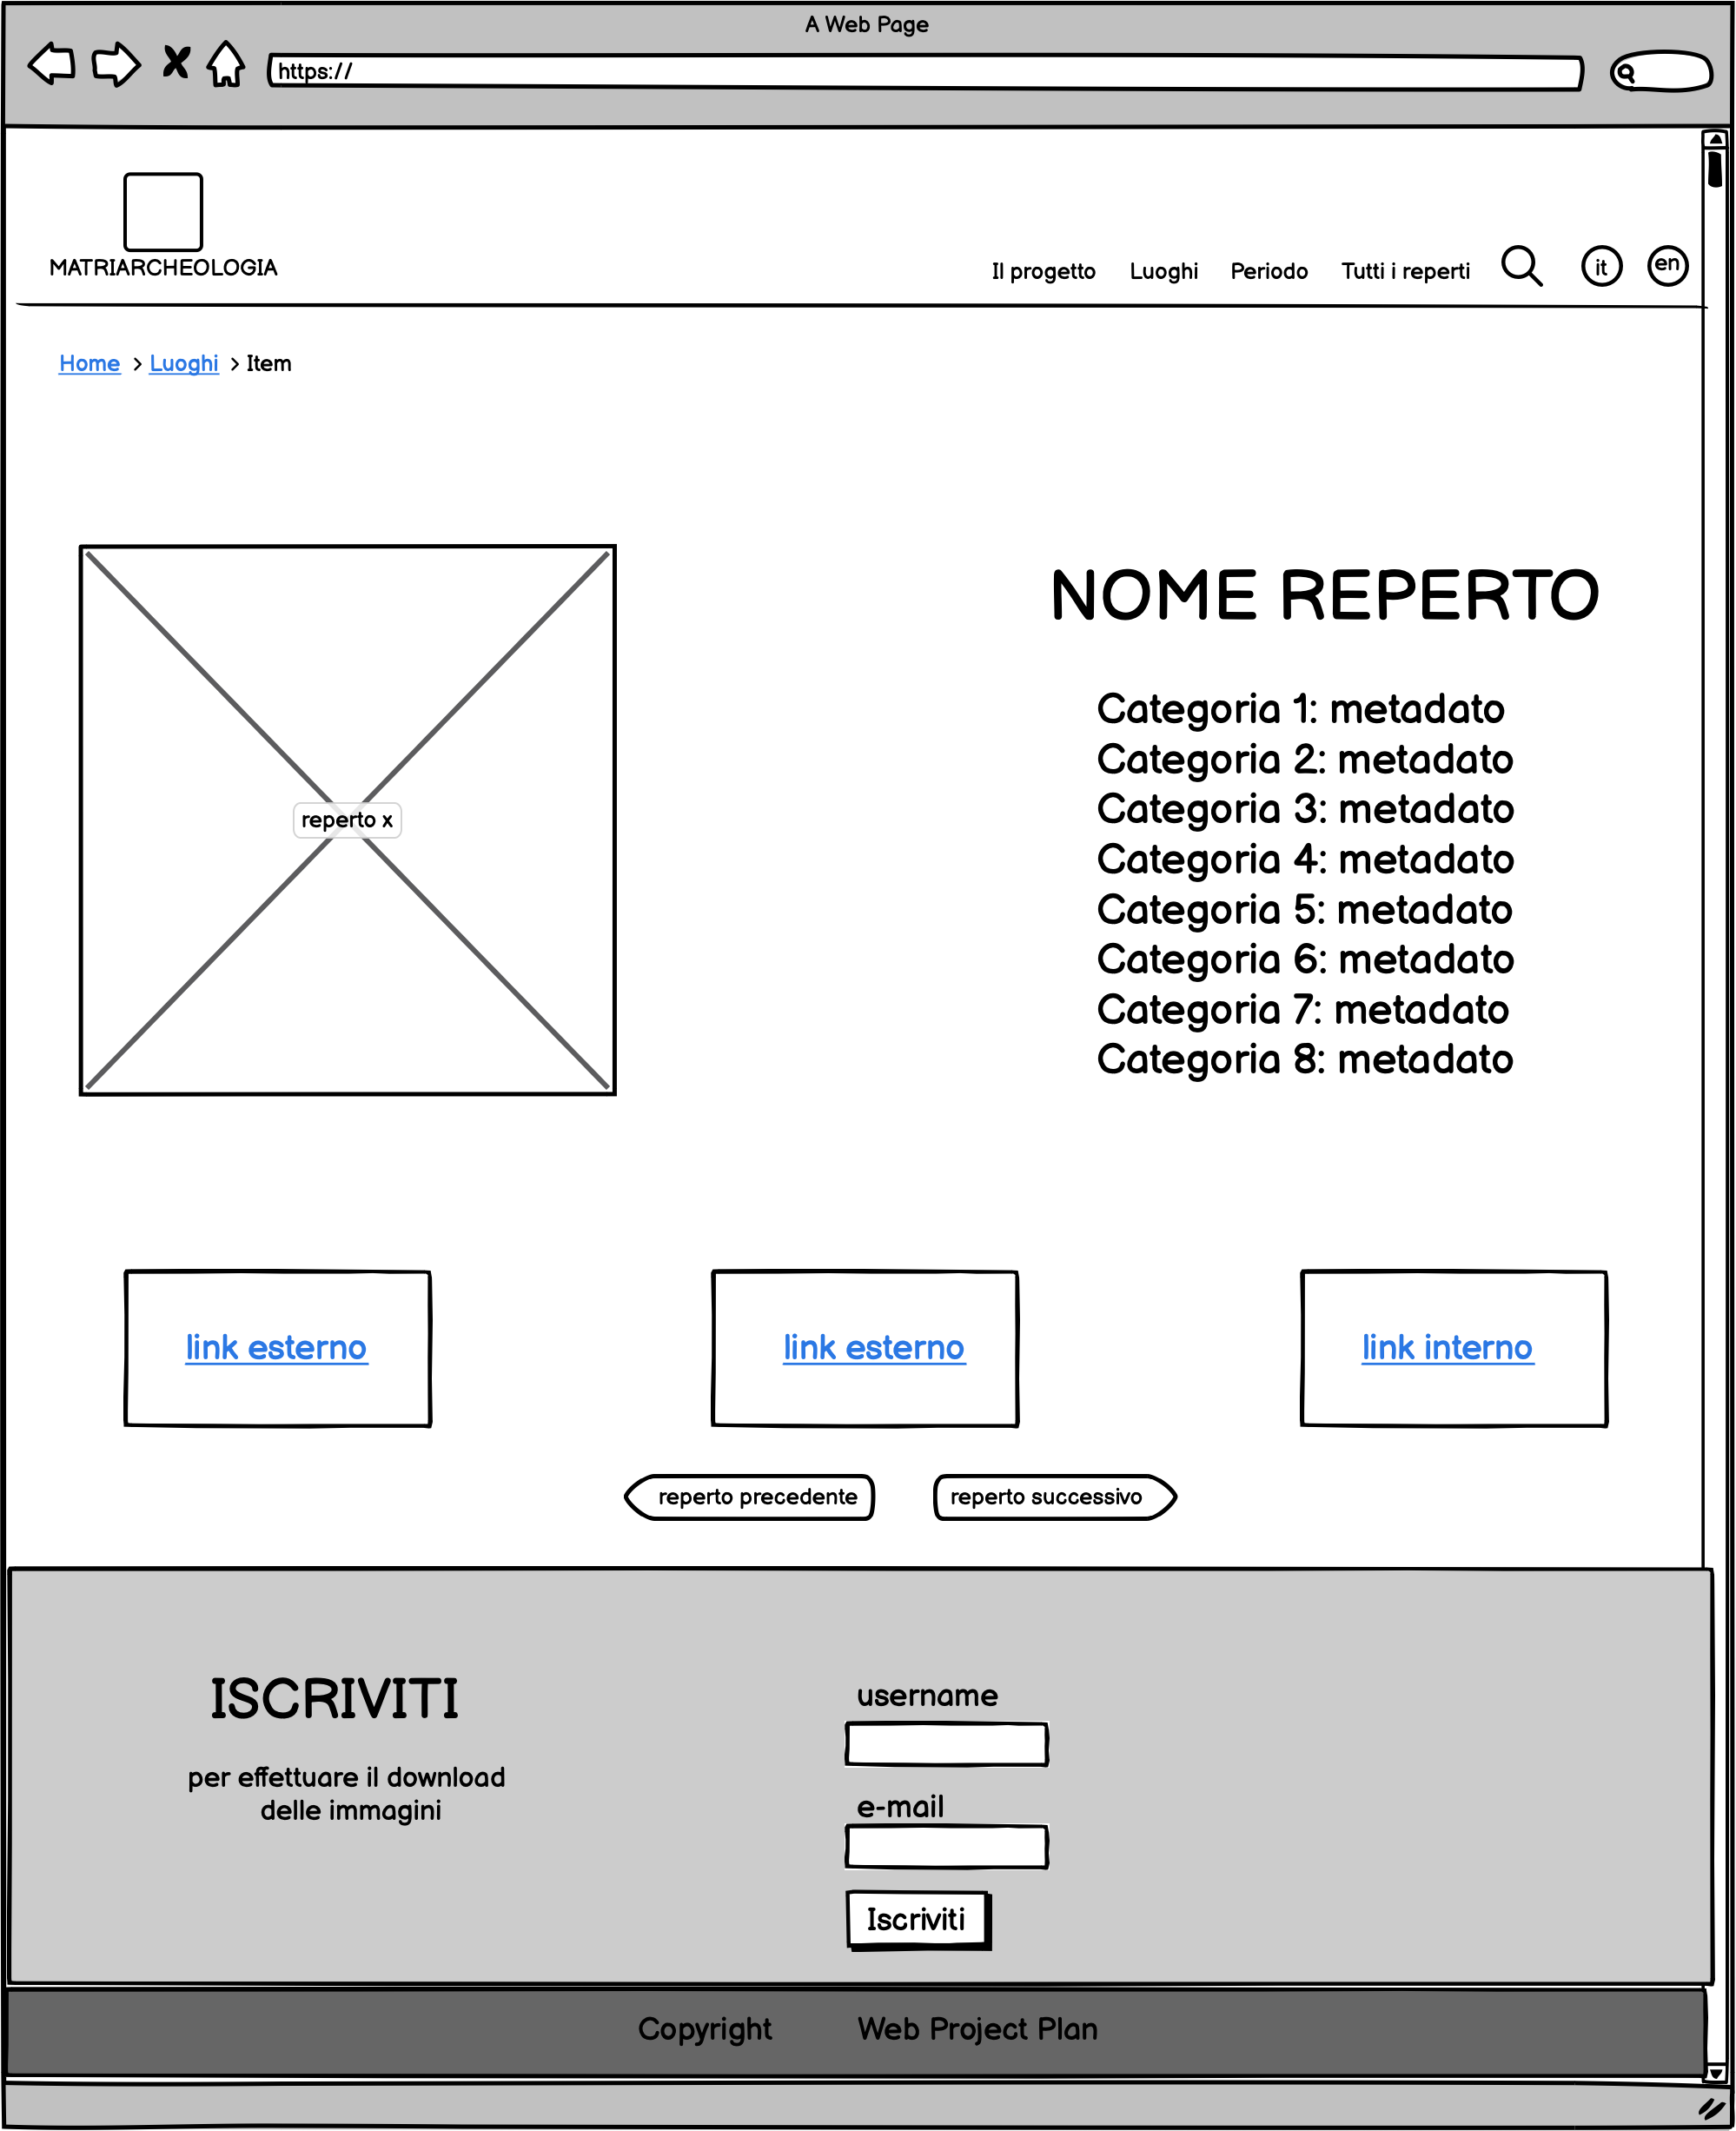 A Web Page
https://
MATRIARCHEOLOGIA
Il progetto Luoghi Periodo Tutti i reperti it en
Home > Luoghi > Item
NOME REPERTO
reperto x
Categoria 1: metadato
Categoria 2: metadato
Categoria 3: metadato
Categoria 4: metadato
Categoria 5: metadato
Categoria 6: metadato
Categoria 7: metadato
Categoria 8: metadato
link esterno link esterno link interno
reperto precedente reperto successivo
ISCRIVITI
per effettuare il download
delle immagini
username
e-mail
Iscriviti
Copyright Web Project Plan